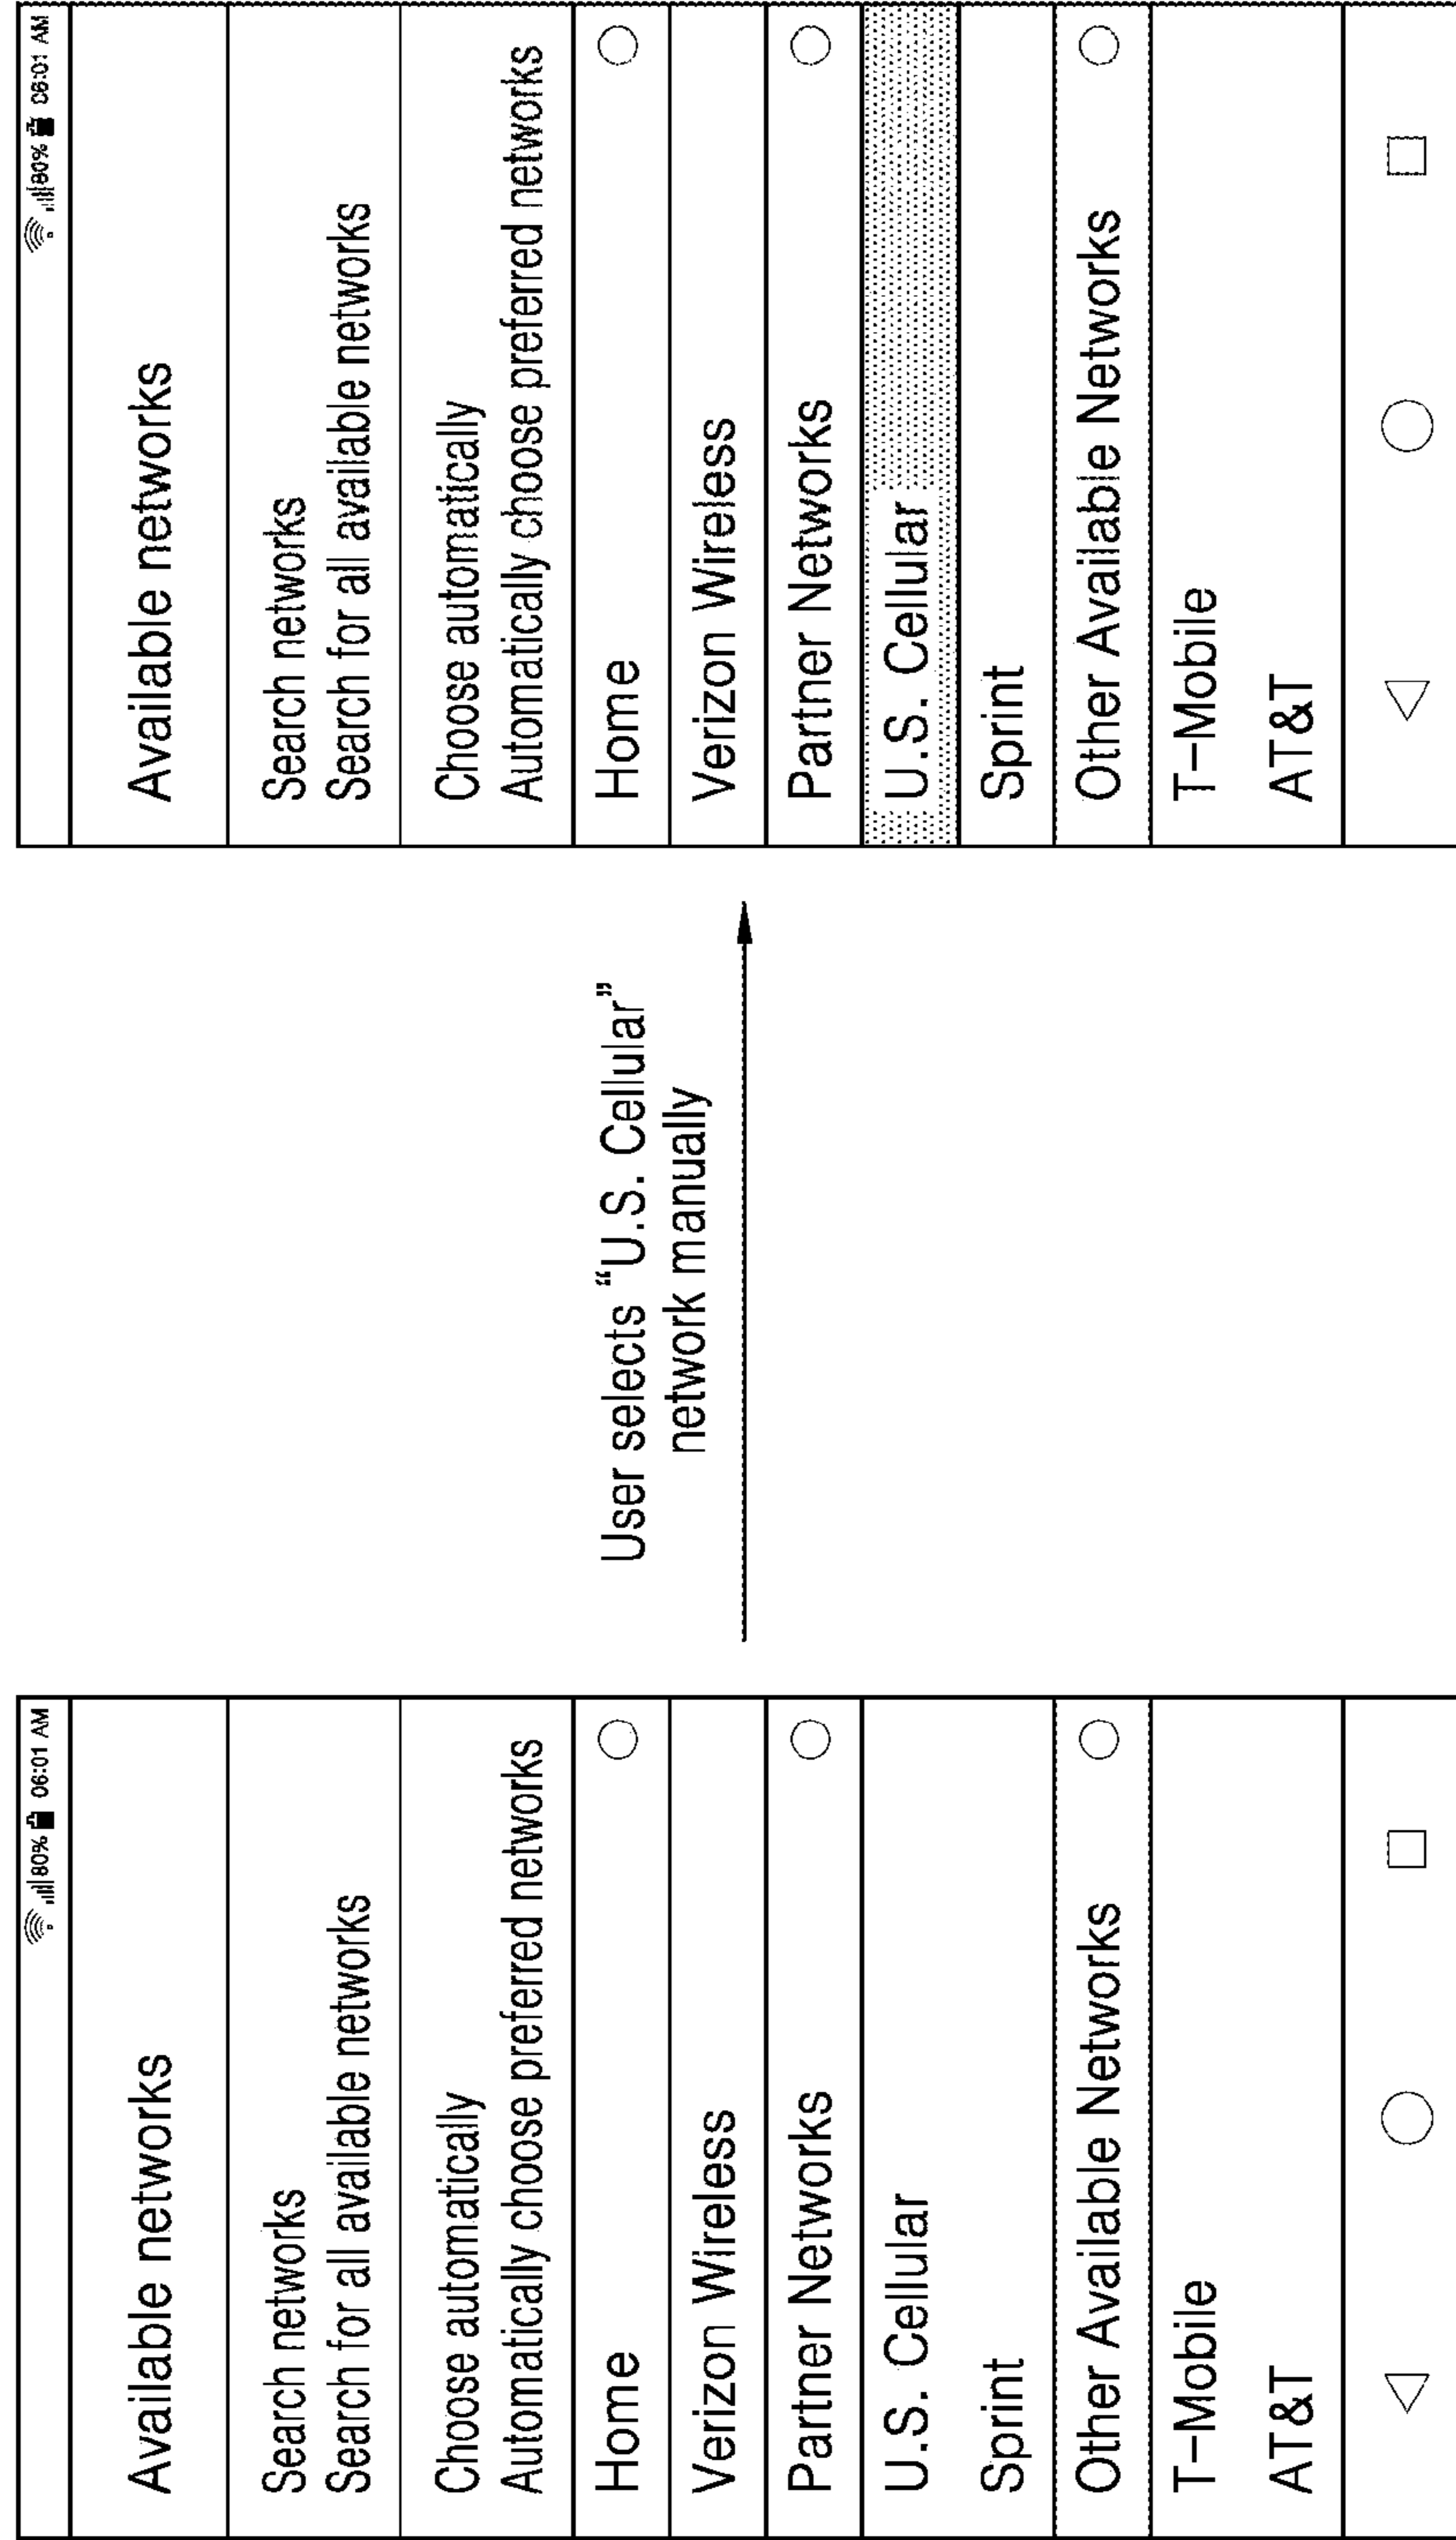 80% 06:01 AM
Available networks
Search networks
Search for all available networks
Choose automatically
Automatically choose preferred networks
Home
Verizon Wireless
Partner Networks
U.S. Cellular
Sprint
Other Available Networks
T-Mobile
AT&T
User selects “U.S. Cellular”
network manually
80% 06:01 AM
Available networks
Search networks
Search for all available networks
Choose automatically
Automatically choose preferred networks
Home
Verizon Wireless
Partner Networks
U.S. Cellular
Sprint
Other Available Networks
T-Mobile
AT&T